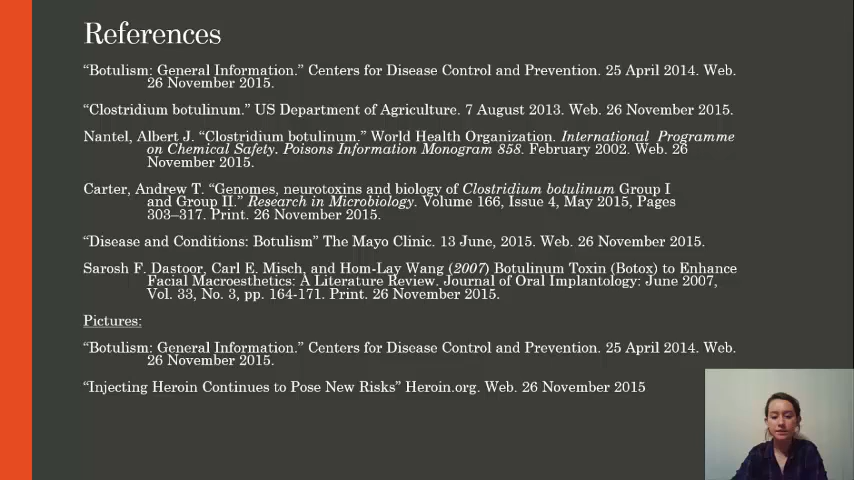 References
“Botulism: General Information.” Centers for Disease Control and Prevention. 25 April 2014. Web.
26 November 2015.
“Clostridium botulinum.” US Department of Agriculture. 7 August 2013. Web. 26 November 2015.
Nantel, Albert J. “Clostridium botulinum.” World Health Organization. International Programme
on Chemical Safety. Poisons Information Monogram 858. February 2002. Web. 26
November 2015.
Carter, Andrew T. “Genomes, neurotoxins and biology of Clostridium botulinum Group I
and Group II.” Research in Microbiology. Volume 166, Issue 4, May 2015, Pages
303–317. Print. 26 November 2015.
“Disease and Conditions: Botulism” The Mayo Clinic. 13 June, 2015. Web. 26 November 2015.
Sarosh F. Dastoor, Carl E. Misch, and Hom-Lay Wang (2007) Botulinum Toxin (Botox) to Enhance
Facial Macroesthetics: A Literature Review. Journal of Oral Implantology: June 2007,
Vol. 33, No. 3, pp. 164-171. Print. 26 November 2015.
Pictures:
“Botulism: General Information.” Centers for Disease Control and Prevention. 25 April 2014. Web.
26 November 2015.
“Injecting Heroin Continues to Pose New Risks” Heroin.org. Web. 26 November 2015